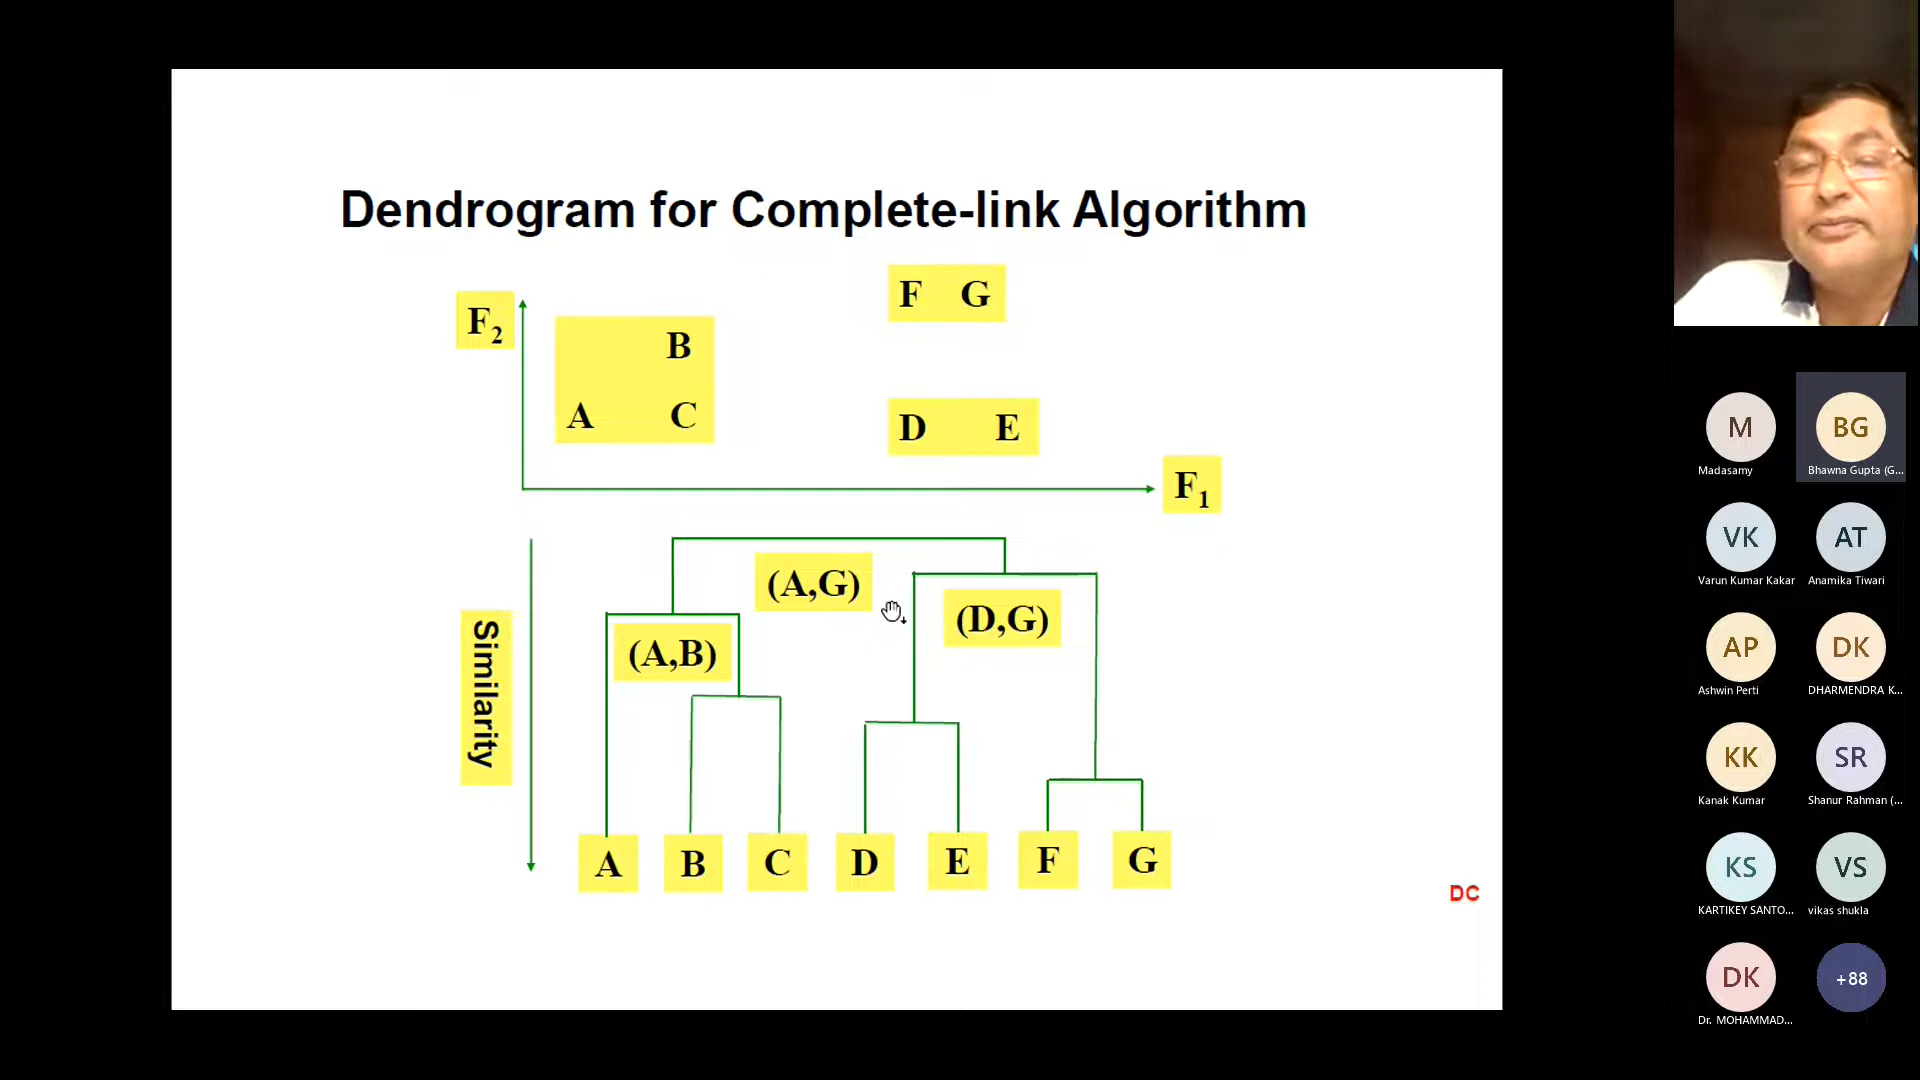 Dendrogram for Complete-link Algorithm
F G
F2
B
A C
D E
F1
(A,G)
(D,G)
(A,B)
Similarity
A B C D E F G
DC
M BG
Madasamy Bhawna Gupta (G...
VK AT
Varun Kumar Kakar Anamika Tiwari
AP DK
Ashwin Perti DHARMENDRA K...
KK SR
Kanak Kumar Shanur Rahman (...
KS VS
KARTIKEY SANTO... vikas shukla
DK +88
Dr. MOHAMMAD...